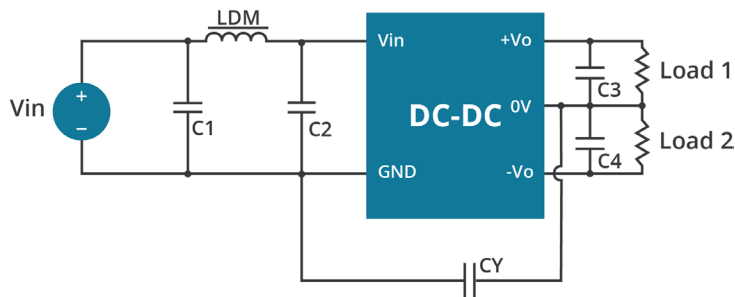 LDM
Vin
+
−
C1
C2
Vin
+Vo
DC-DC
0V
GND
-Vo
C3
C4
Load 1
Load 2
CY